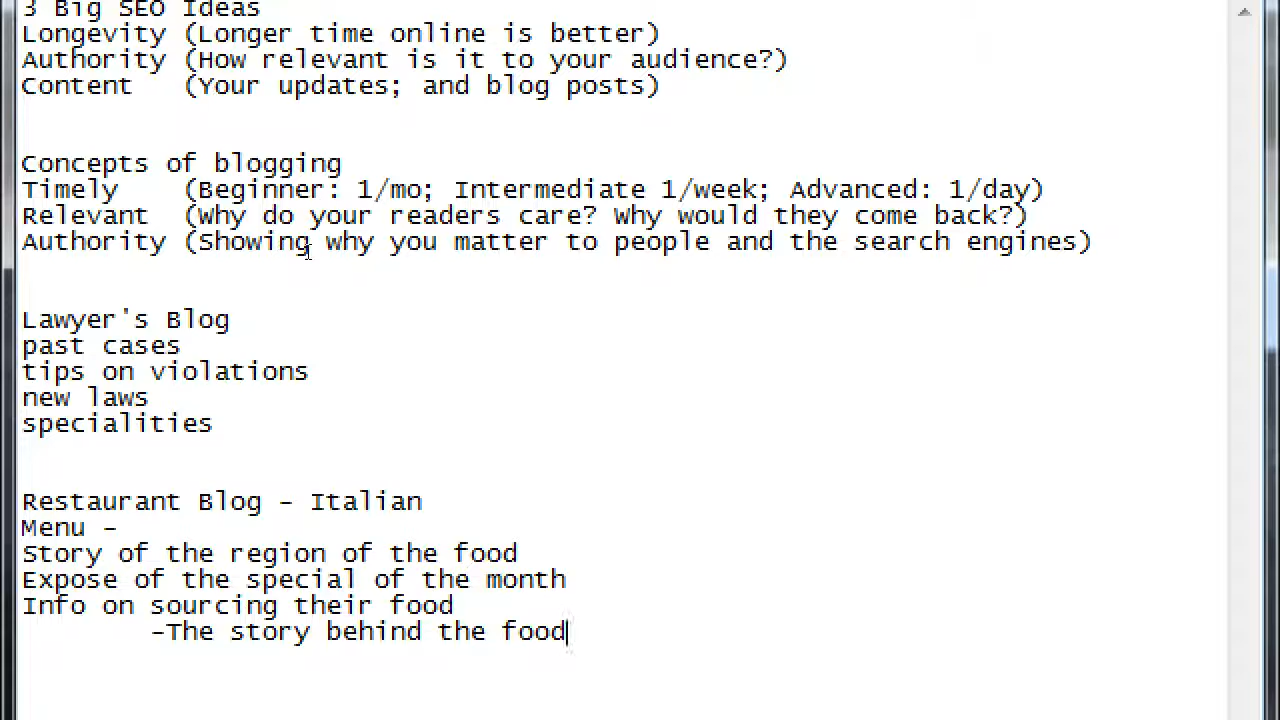 3 Big SEO Ideas
Longevity (Longer time online is better)
Authority (How relevant is it to your audience?)
Content (Your updates; and blog posts)
Concepts of blogging
Timely (Beginner: 1/mo; Intermediate 1/week; Advanced: 1/day)
Relevant (Why do your readers care? Why would they come back?)
Authority (Showing why you matter to people and the search engines)
Lawyer's Blog
past cases
tips on violations
new laws
specialities
Restaurant Blog - Italian
Menu -
Story of the region of the food
Expose of the special of the month
Info on sourcing their food
-The story behind the food